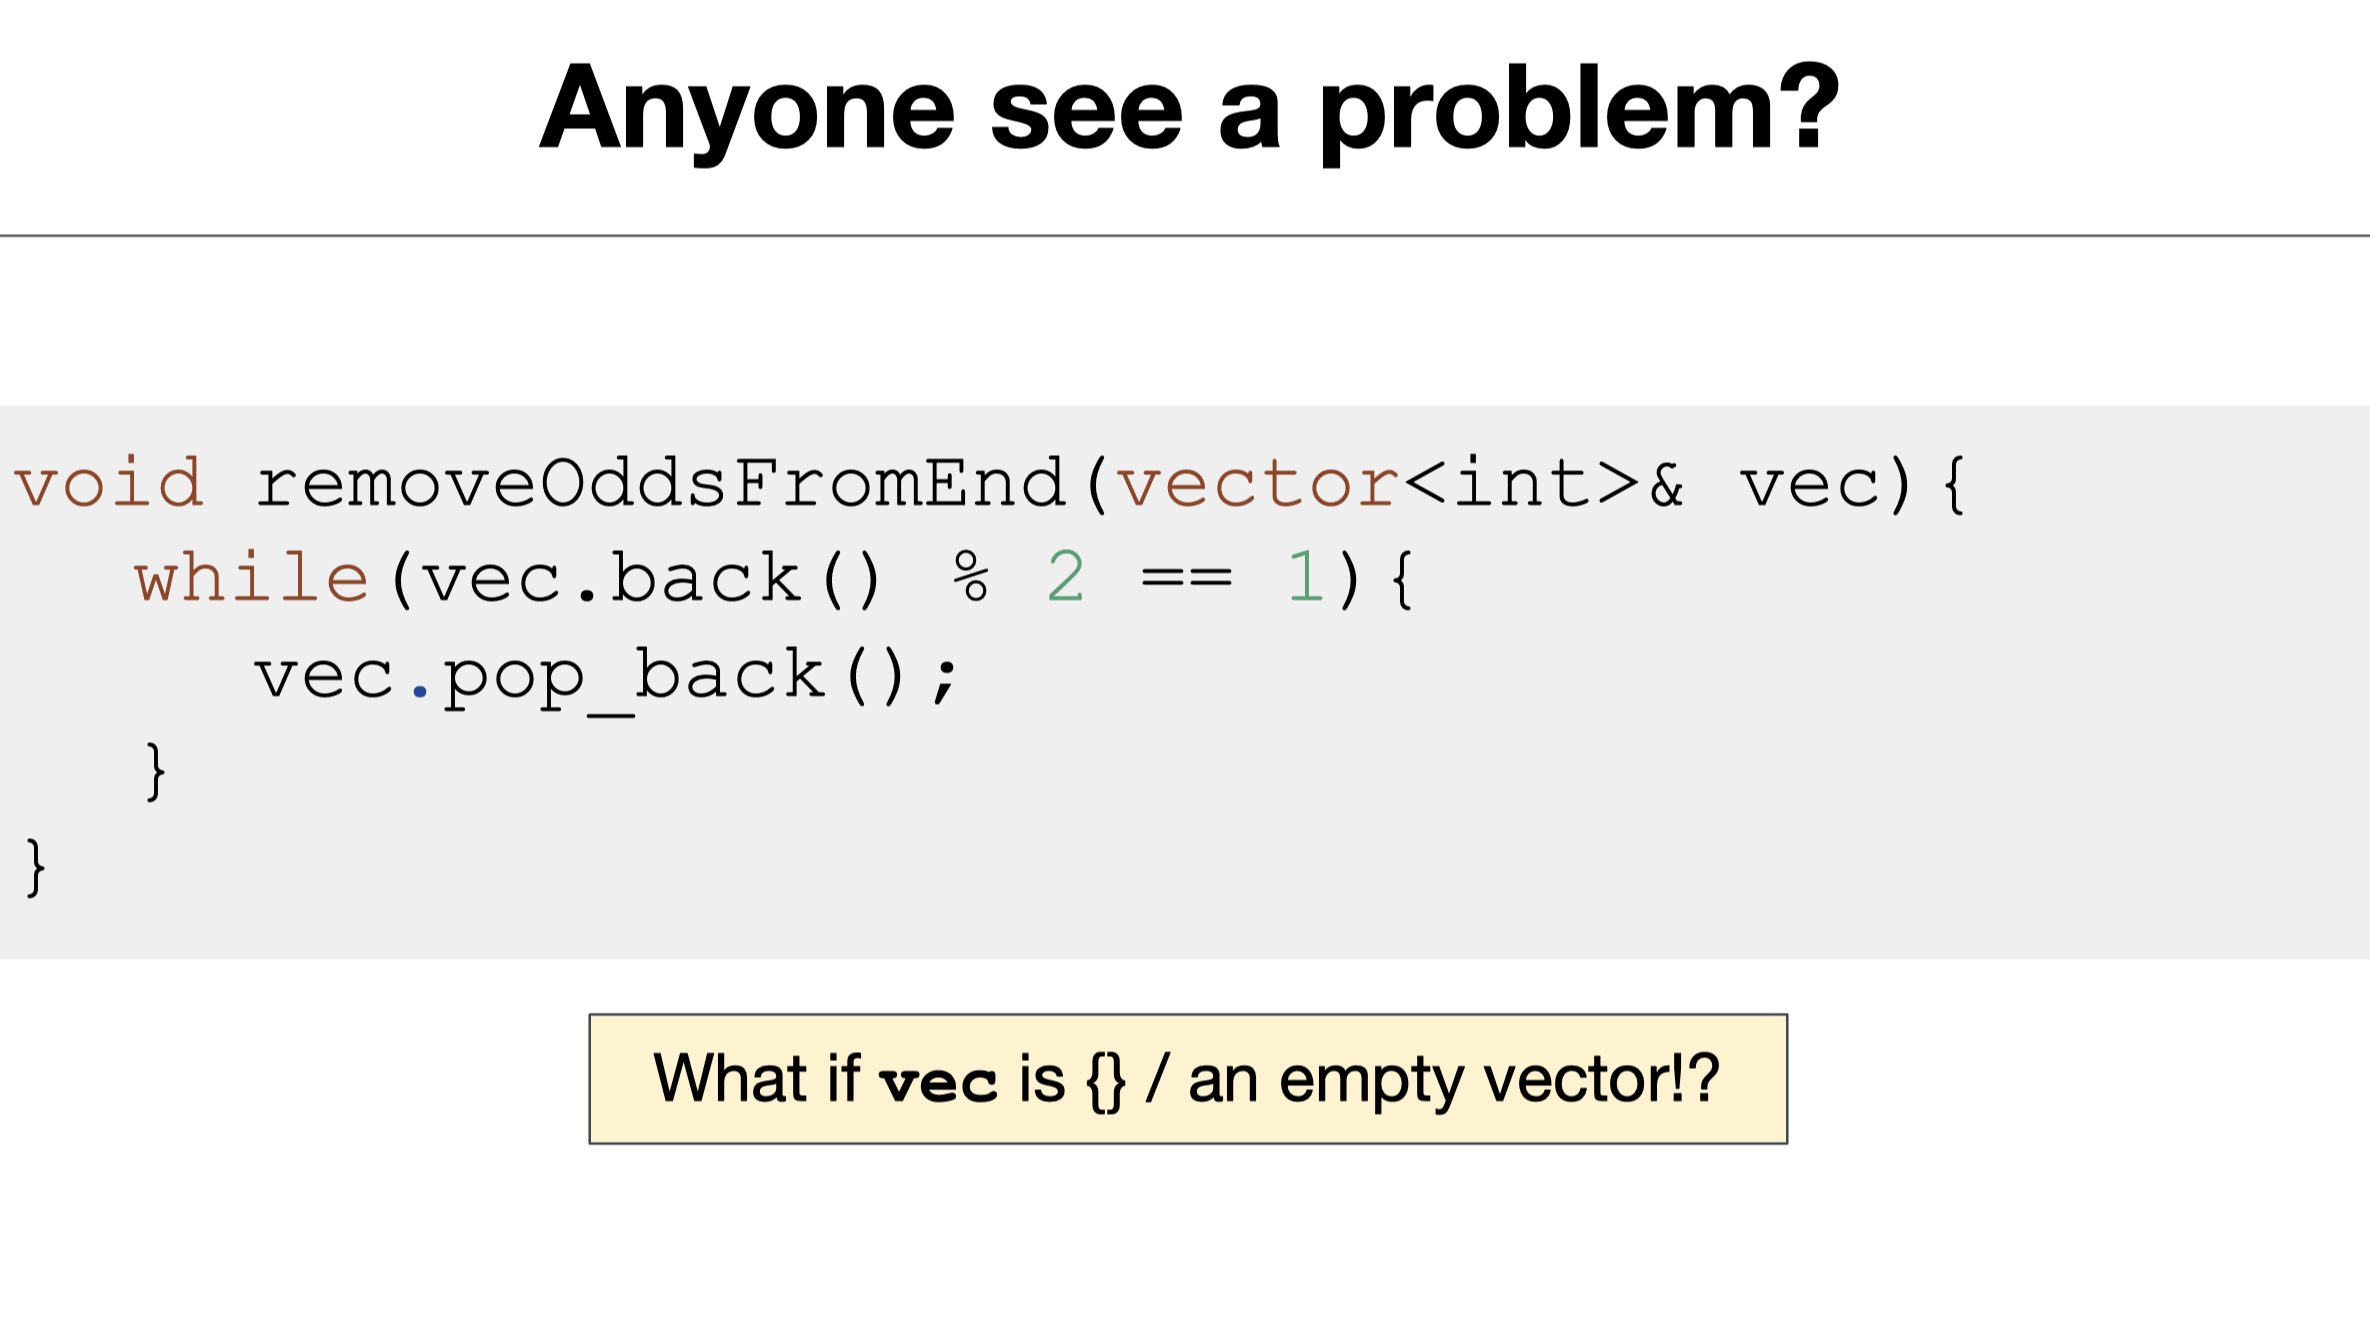 Anyone see a problem?
void removeOddsFromEnd(vector<int>& vec){
while(vec.back() % 2 == 1){
vec.pop_back();
}
}
What if vec is {} / an empty vector!?